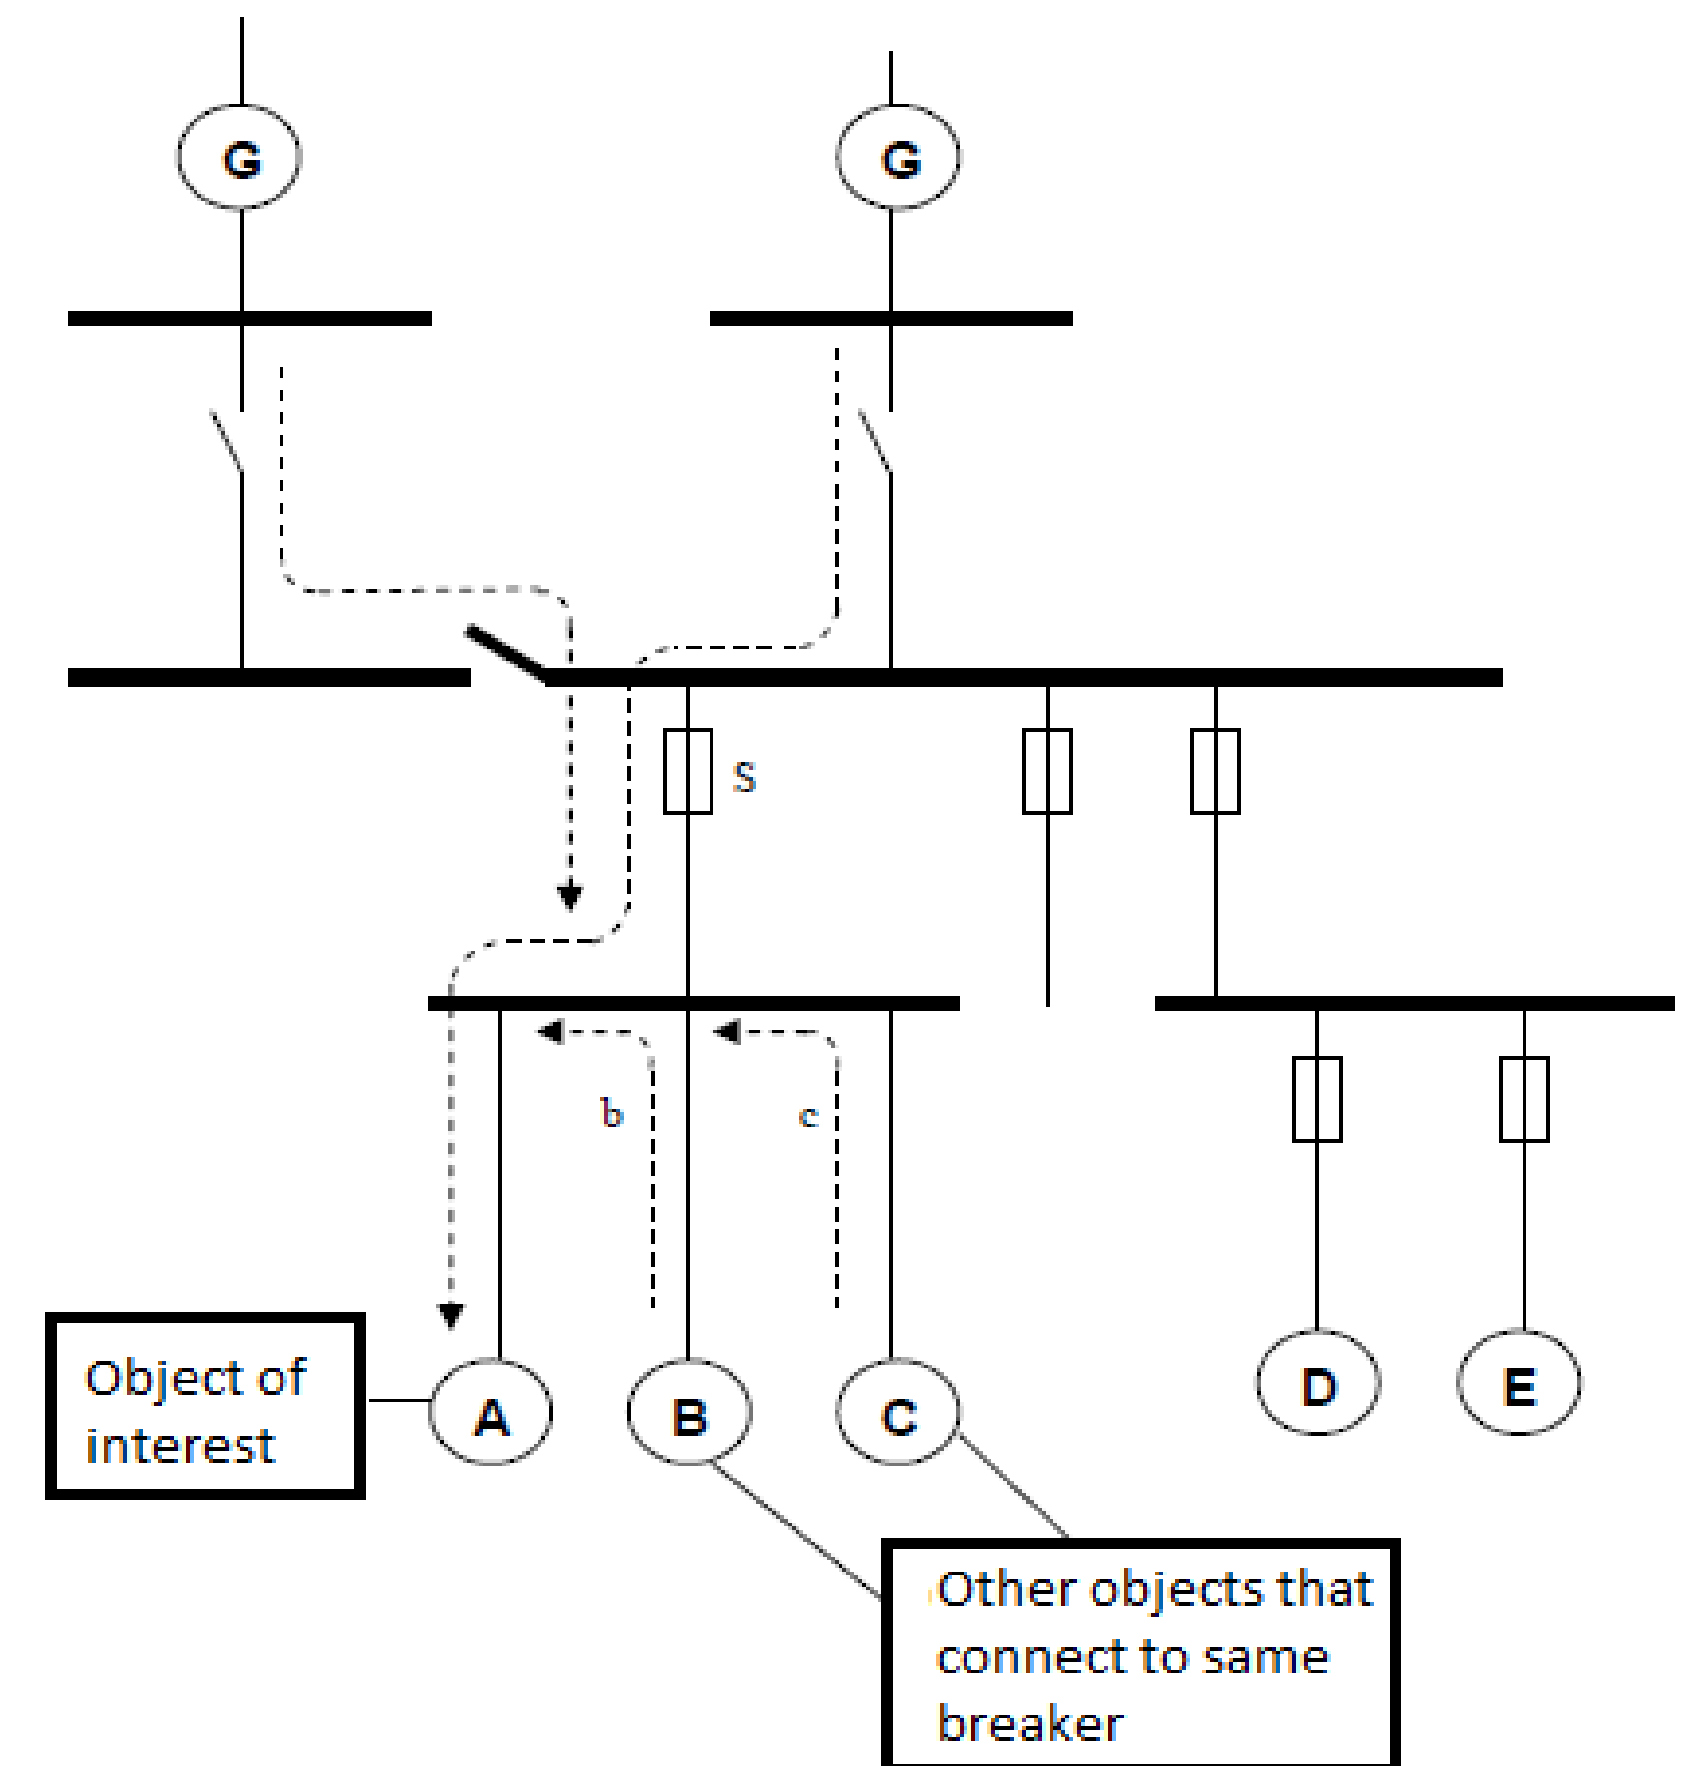 G
G
S
b
c
Object of
interest
A
B
C
D
E
Other objects that
connect to same
breaker